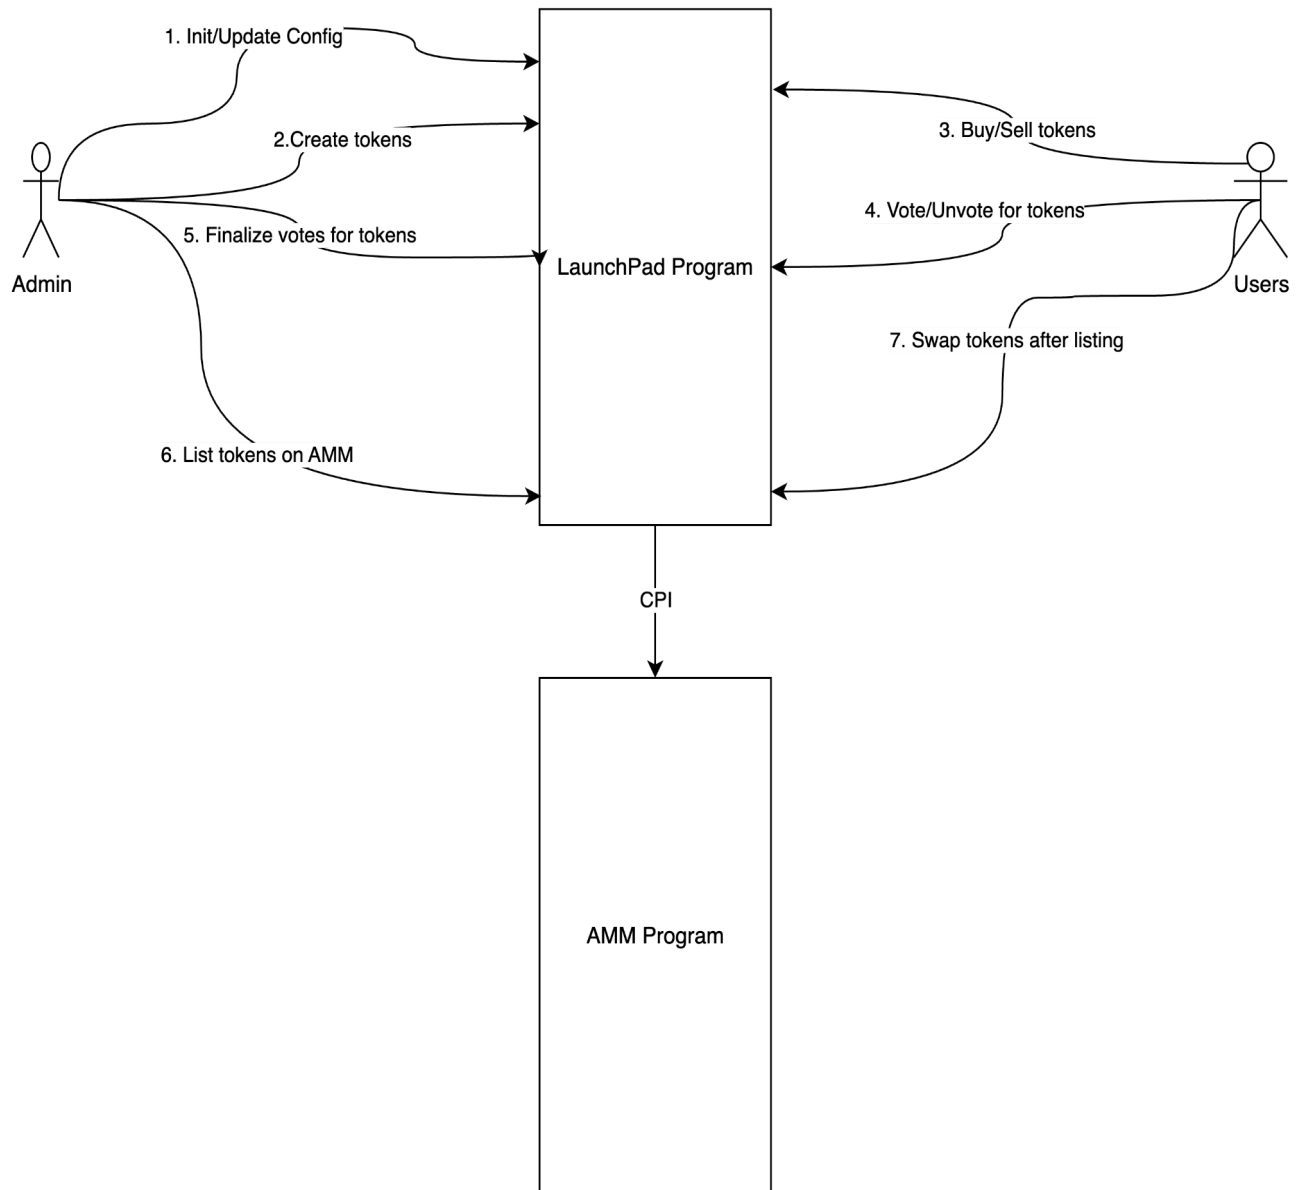 1. Init/Update Config
2.Create tokens
3. Buy/Sell tokens
4. Vote/Unvote for tokens
5. Finalize votes for tokens
LaunchPad Program
Admin
Users
7. Swap tokens after listing
6. List tokens on AMM
CPI
AMM Program